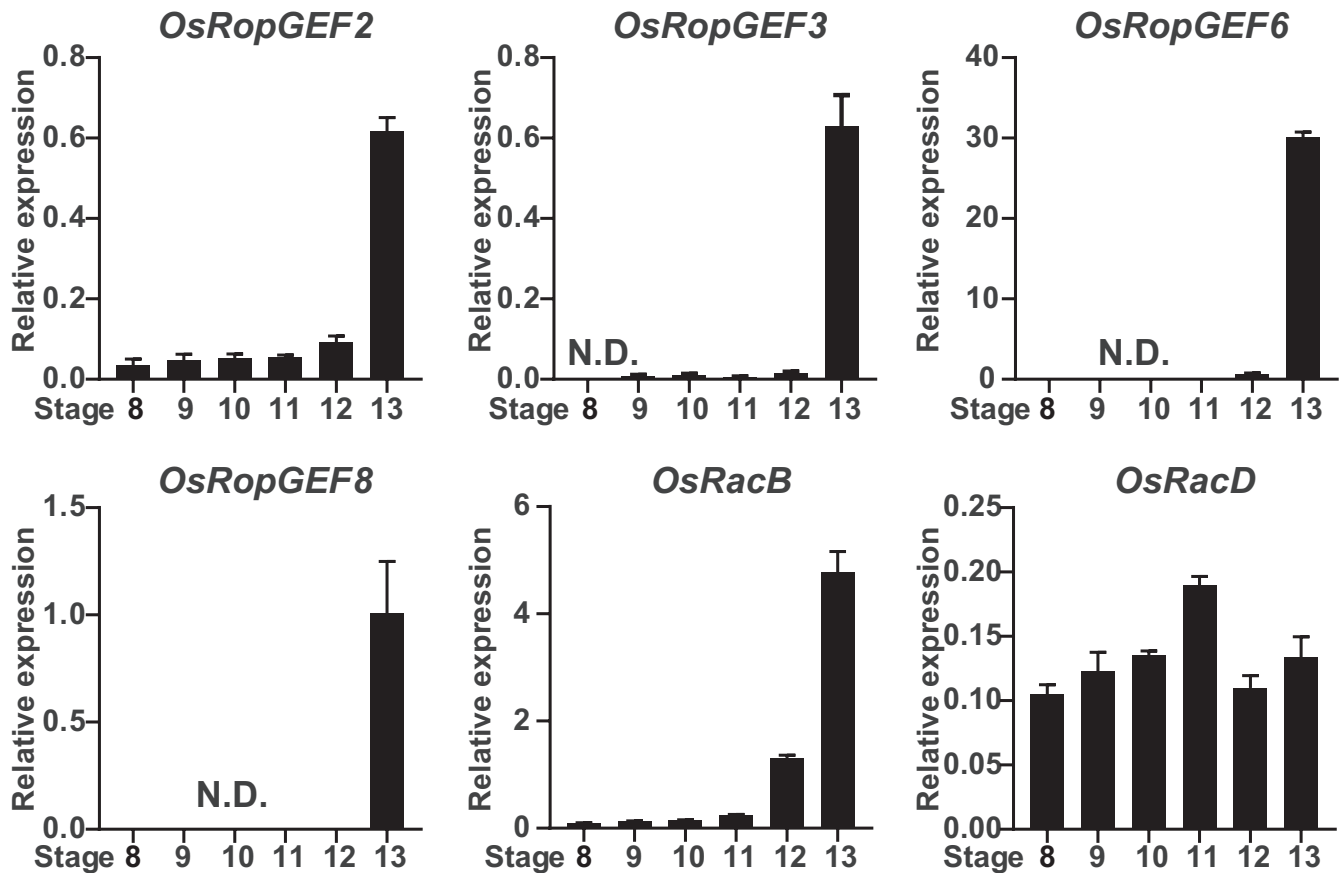 OsRopGEF2
Relative expression
0.8
0.6
0.4
0.2
0.0
Stage 8 9 10 11 12 13
OsRopGEF3
Relative expression
0.8
0.6
0.4
0.2
0.0
N.D.
Stage 8 9 10 11 12 13
OsRopGEF6
Relative expression
40
30
20
10
0
N.D.
Stage 8 9 10 11 12 13
OsRopGEF8
Relative expression
1.5
1.0
0.5
0.0
N.D.
Stage 8 9 10 11 12 13
OsRacB
Relative expression
6
4
2
0
Stage 8 9 10 11 12 13
OsRacD
Relative expression
0.25
0.20
0.15
0.10
0.05
0.00
Stage 8 9 10 11 12 13